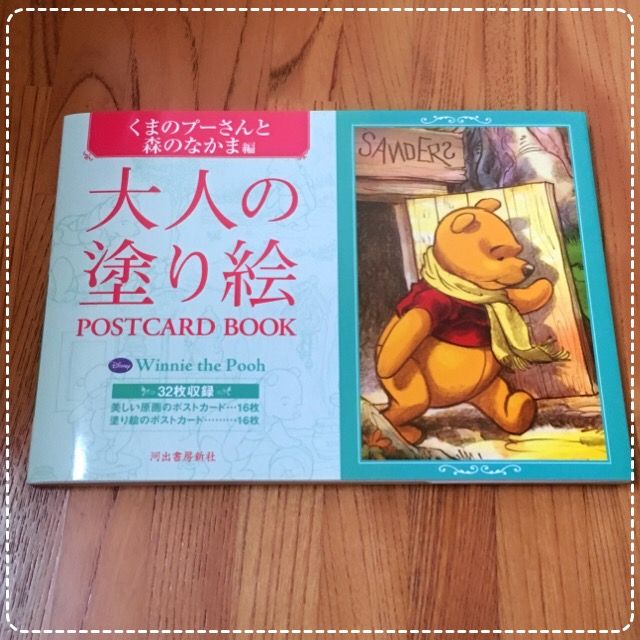 くまのプーさんと
森のなかま編
大人の
塗り絵
POSTCARD BOOK
Disney Winnie the Pooh
32枚収録
美しい原画のポストカード…16枚
塗り絵のポストカード………16枚
河出書房新社
SANDERS